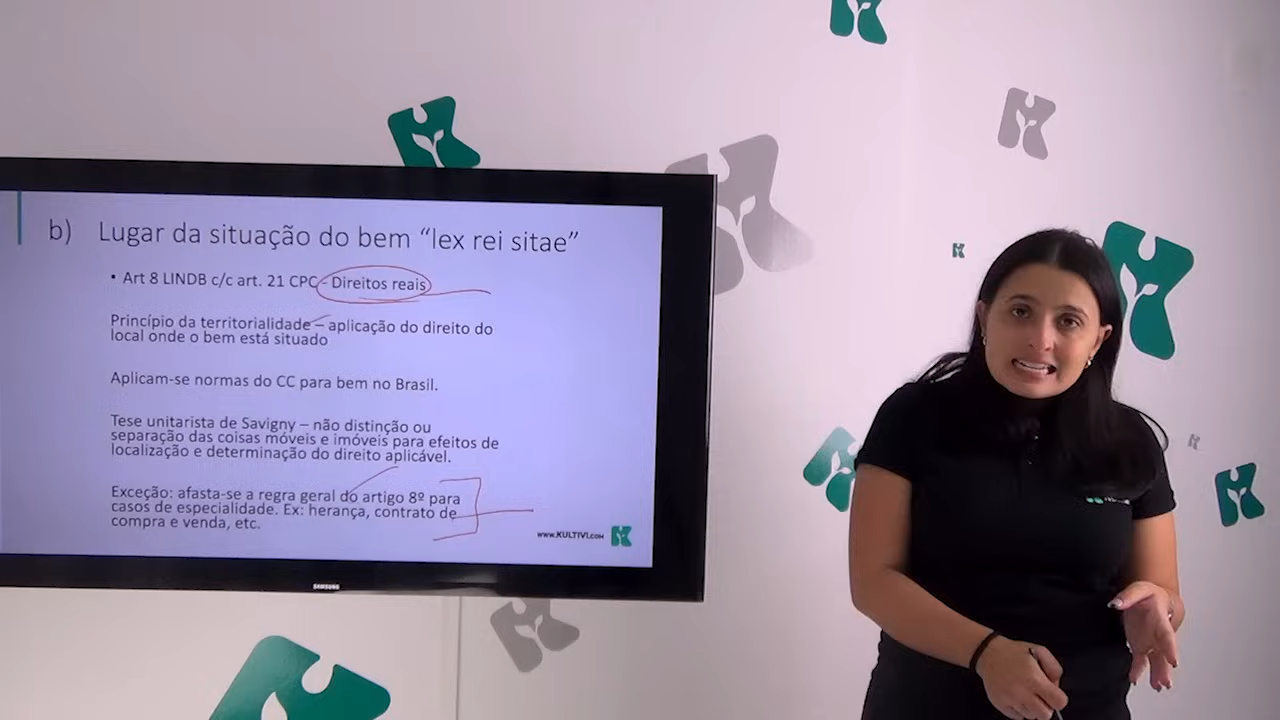 b) Lugar da situação do bem “lex rei sitae”
• Art 8 LINDB c/c art. 21 CPC - Direitos reais
Princípio da territorialidade – aplicação do direito do
local onde o bem está situado
Aplicam-se normas do CC para bem no Brasil.
Tese unitarista de Savigny – não distinção ou
separação das coisas móveis e imóveis para efeitos de
localização e determinação do direito aplicável.
Exceção: afasta-se a regra geral do artigo 8º para
casos de especialidade. Ex: herança, contrato de
compra e venda, etc.
www.KULTIVI.com
SAMSUNG